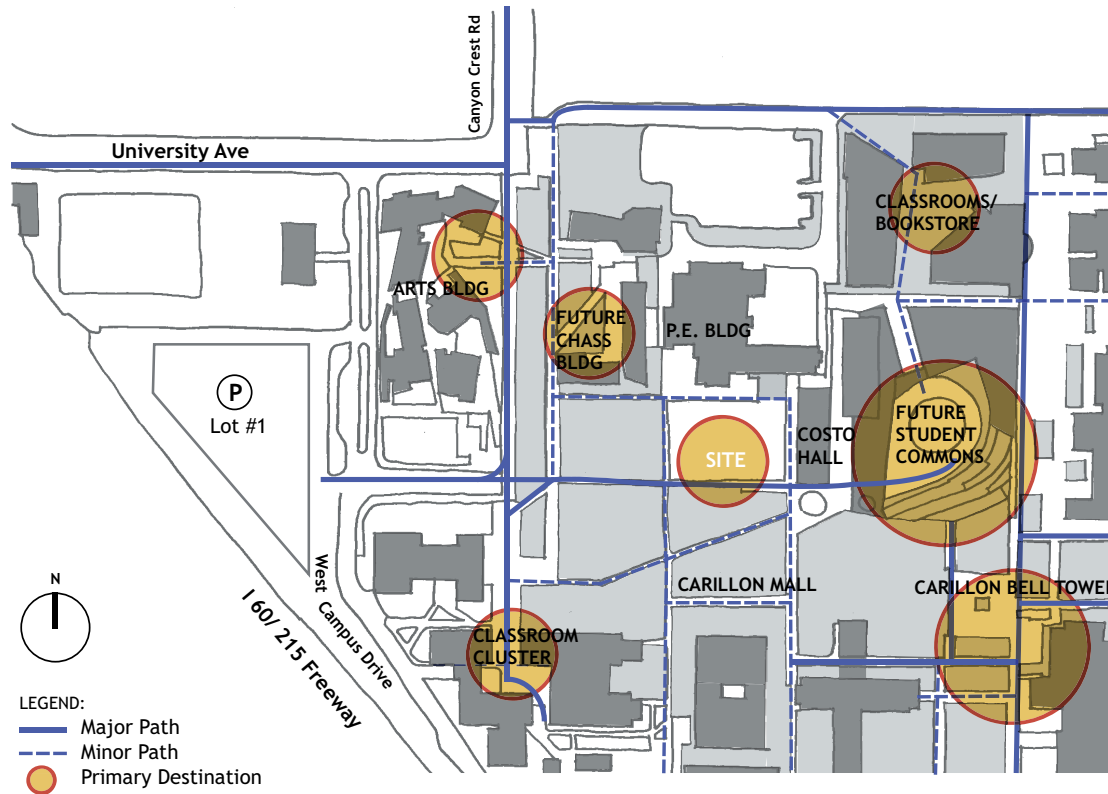 Canyon Crest Rd
University Ave
CLASSROOMS/
BOOKSTORE
ARTS BLDG
FUTURE
CHASS
BLDG
P.E. BLDG
P
Lot #1
FUTURE
STUDENT
COMMONS
COSTO
HALL
SITE
West Campus Drive
I 60/ 215 Freeway
CARILLON MALL
CARILLON BELL TOWER
CLASSROOM
CLUSTER
N
LEGEND:
Major Path
Minor Path
Primary Destination